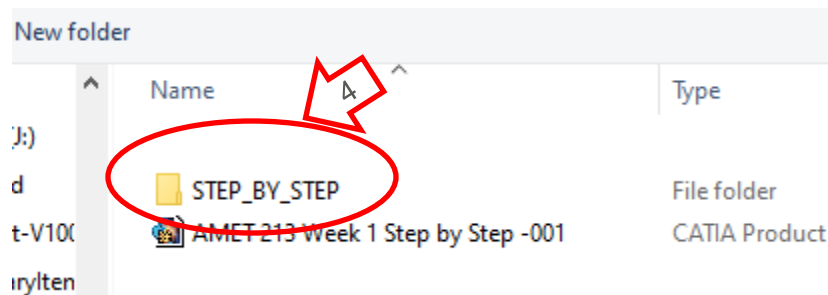 New folder
Name
4
Type
J:)
d
STEP_BY_STEP
File folder
t-V100
AMET 213 Week 1 Step by Step -001
CATIA Product
aryIten